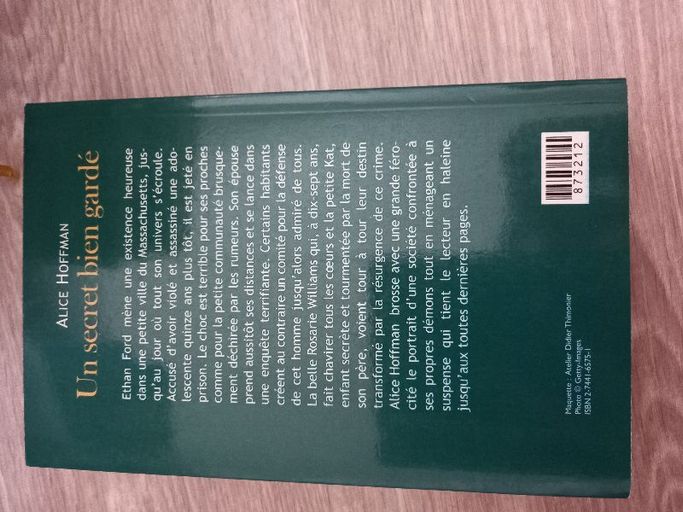 ALICE HOFFMAN
Un secret bien gardé
Ethan Ford mène une existence heureuse
dans une petite ville du Massachusetts, jus-
qu'au jour où tout son univers s'écroule.
Accusé d'avoir violé et assassiné une ado-
lescente quinze ans plus tôt, il est jeté en
prison. Le choc est terrible pour ses proches
comme pour la petite communauté brusque-
ment déchirée par les rumeurs. Son épouse
prend aussitôt ses distances et se lance dans
une enquête terrifiante. Certains habitants
créent au contraire un comité pour la défense
de cet homme jusqu'alors admiré de tous.
La belle Rosarie Williams qui, à dix-sept ans,
fait chavirer tous les cœurs et la petite Kat,
enfant secrète et tourmentée par la mort de
son père, voient tour à tour leur destin
transformé par la résurgence de ce crime.
Alice Hoffman brosse avec une grande féro-
cité le portrait d'une société confrontée à
ses propres démons tout en ménageant un
suspense qui tient le lecteur en haleine
jusqu'aux toutes dernières pages.
Maquette : Atelier Didier Thimonier
Photo © Getty-Images
ISBN 2-7441-6575-1
873212